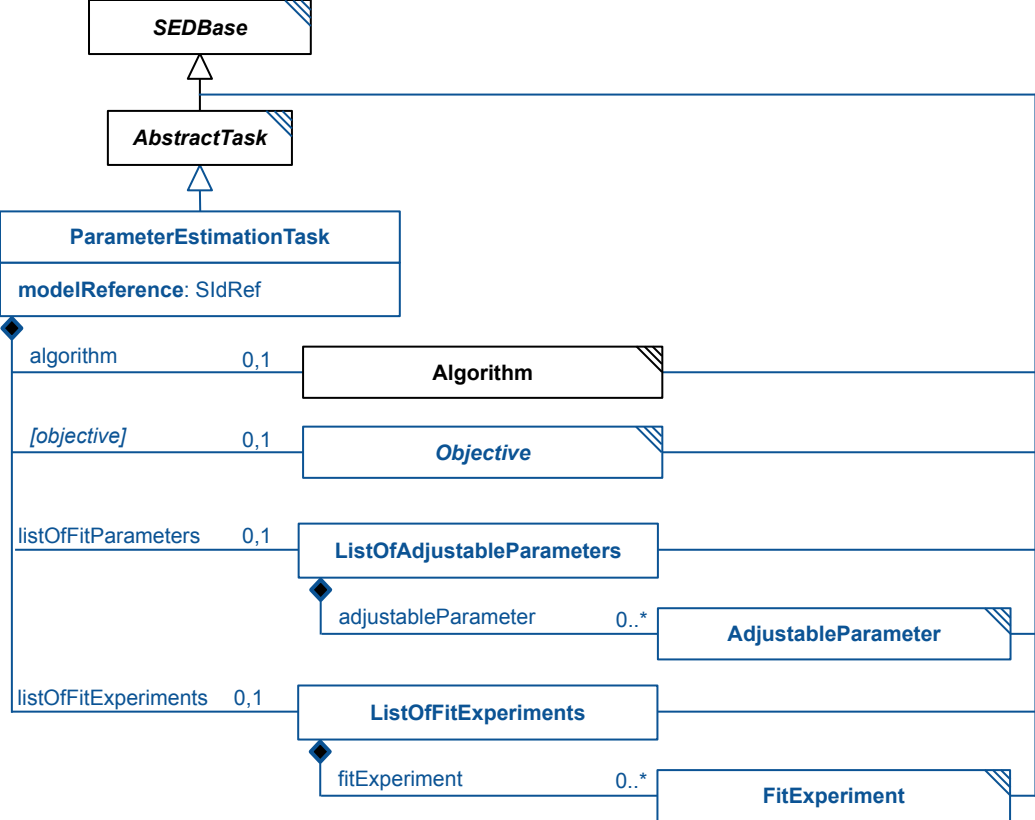 SEDBase
AbstractTask
ParameterEstimationTask
modelReference: SIdRef
algorithm 0,1
Algorithm
[objective] 0,1
Objective
listOfFitParameters 0,1
ListOfAdjustableParameters
adjustableParameter 0..*
AdjustableParameter
listOfFitExperiments 0,1
ListOfFitExperiments
fitExperiment 0..*
FitExperiment